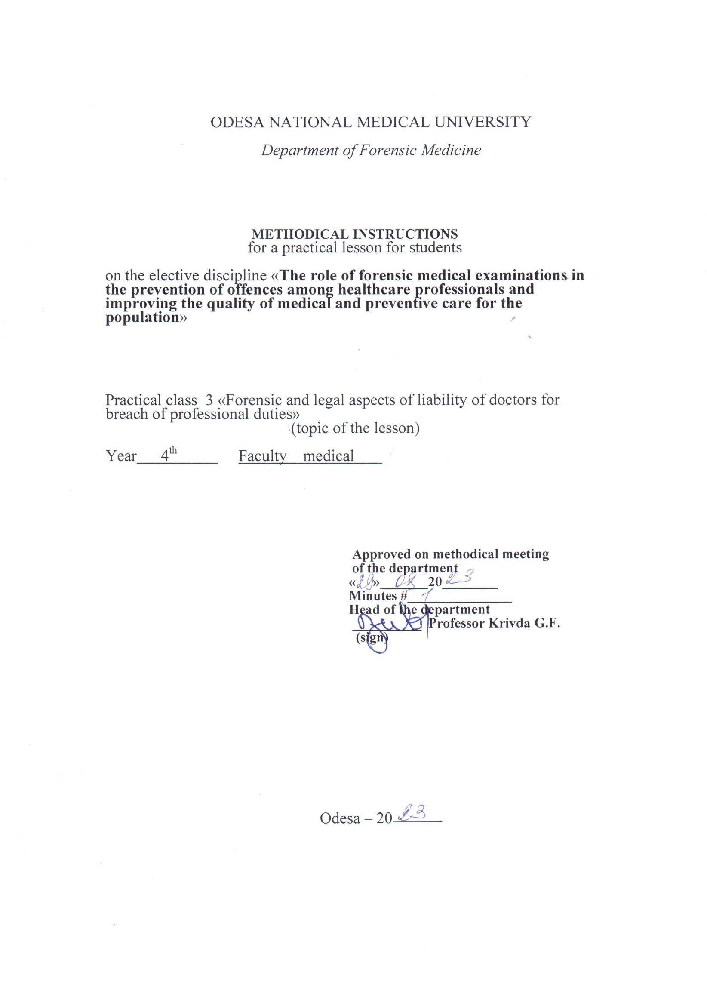 ODESA NATIONAL MEDICAL UNIVERSITY
Department of Forensic Medicine
METHODICAL INSTRUCTIONS
for a practical lesson for students
on the elective discipline «The role of forensic medical examinations in
the prevention of offences among healthcare professionals and
improving the quality of medical and preventive care for the
population»
Practical class 3 «Forensic and legal aspects of liability of doctors for
breach of professional duties»
(topic of the lesson)
Year 4th Faculty medical
Approved on methodical meeting
of the department
«29» 08 2023
Minutes # 1
Head of the department
Professor Krivda G.F.
(sign)
Odesa – 2023